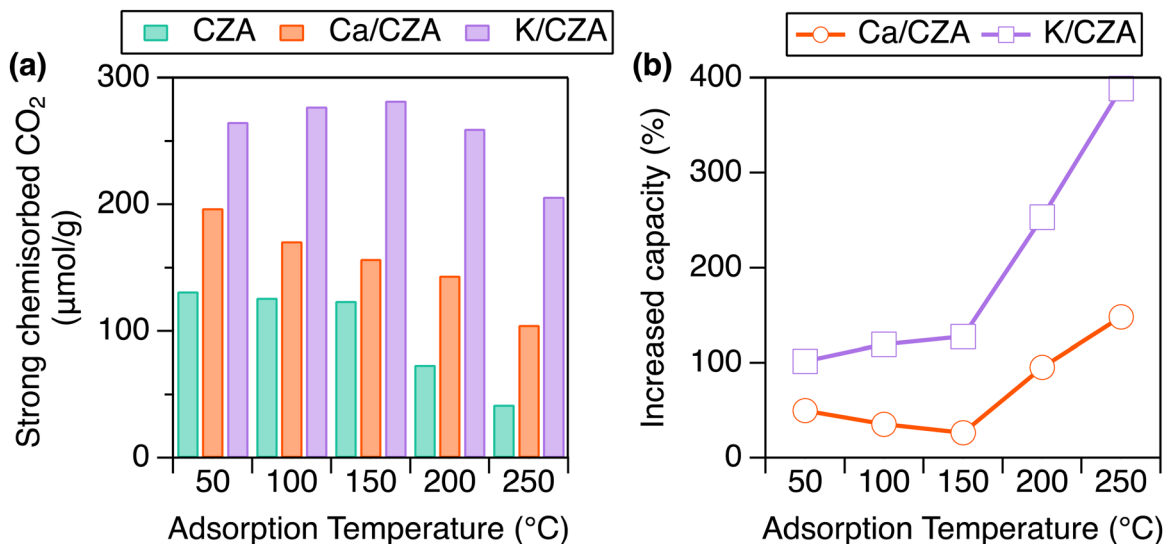 CZA Ca/CZA K/CZA
(a)
300
200
100
0
Strong chemisorbed CO₂
(μmol/g)
50 100 150 200 250
Adsorption Temperature (°C)
Ca/CZA K/CZA
(b)
400
300
200
100
0
Increased capacity (%)
50 100 150 200 250
Adsorption Temperature (°C)